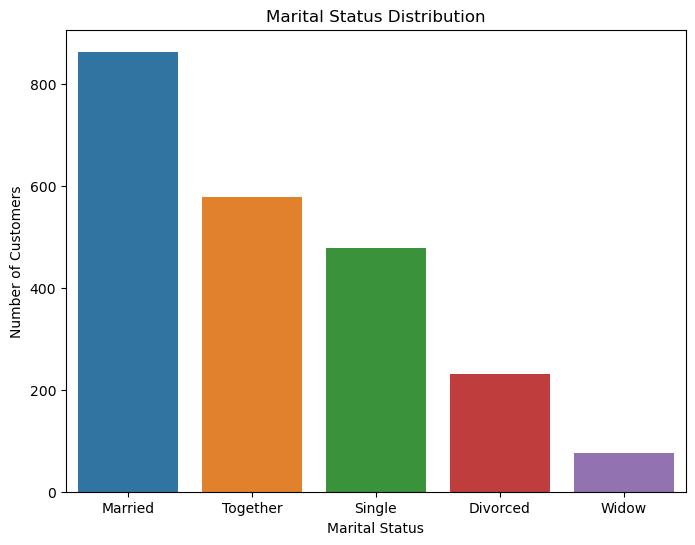 Marital Status Distribution
Number of Customers
800
600
400
200
0
Married Together Single Divorced Widow
Marital Status